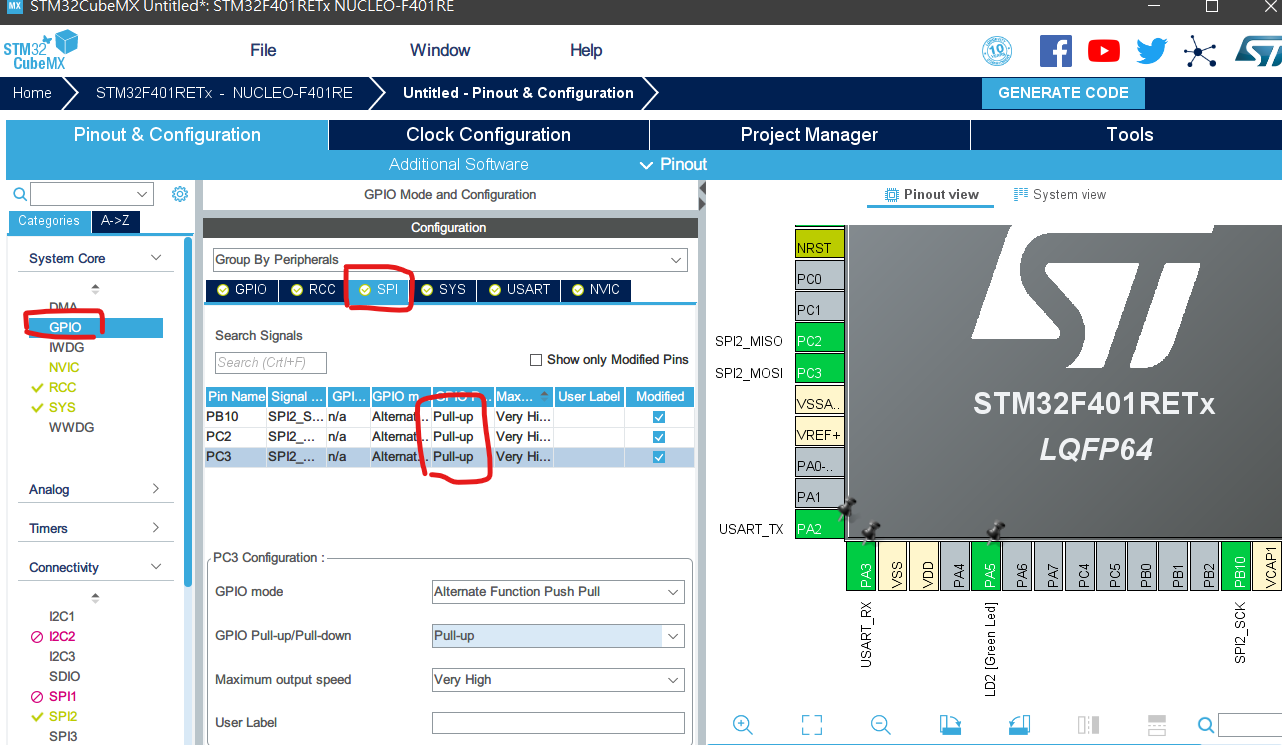 MX STM32CubeMX Untitled*: STM32F401RETx NUCLEO-F401RE
STM32 CubeMX
File Window Help
10
Home STM32F401RETx - NUCLEO-F401RE Untitled - Pinout & Configuration GENERATE CODE
Pinout & Configuration Clock Configuration Project Manager Tools
Additional Software Pinout
GPIO Mode and Configuration
Pinout view System view
Categories A->Z
Configuration
System Core
Group By Peripherals
GPIO RCC SPI SYS USART NVIC
DMA
GPIO
IWDG
NVIC
RCC
SYS
WWDG
Analog
Timers
Connectivity
I2C1
I2C2
I2C3
SDIO
SPI1
SPI2
SPI3
Search Signals
Search (CrtI+F)
Show only Modified Pins
Pin Name Signal ... GPI... GPIO m... GPIO P... Max... User Label Modified
PB10 SPI2_S... n/a Alternat... Pull-up Very Hi...
PC2 SPI2_... n/a Alternat... Pull-up Very Hi...
PC3 SPI2_... n/a Alternat... Pull-up Very Hi...
PC3 Configuration :
GPIO mode Alternate Function Push Pull
GPIO Pull-up/Pull-down Pull-up
Maximum output speed Very High
User Label
NRST
PC0
PC1
SPI2_MISO PC2
SPI2_MOSI PC3
VSSA..
VREF+
PA0-..
PA1
USART_TX PA2
STM32F401RETx
LQFP64
PA3 VSS VDD PA4 PA5 PA6 PA7 PC4 PC5 PB0 PB1 PB2 PB10 VCAP1
USART_RX
LD2 [Green Led]
SPI2_SCK